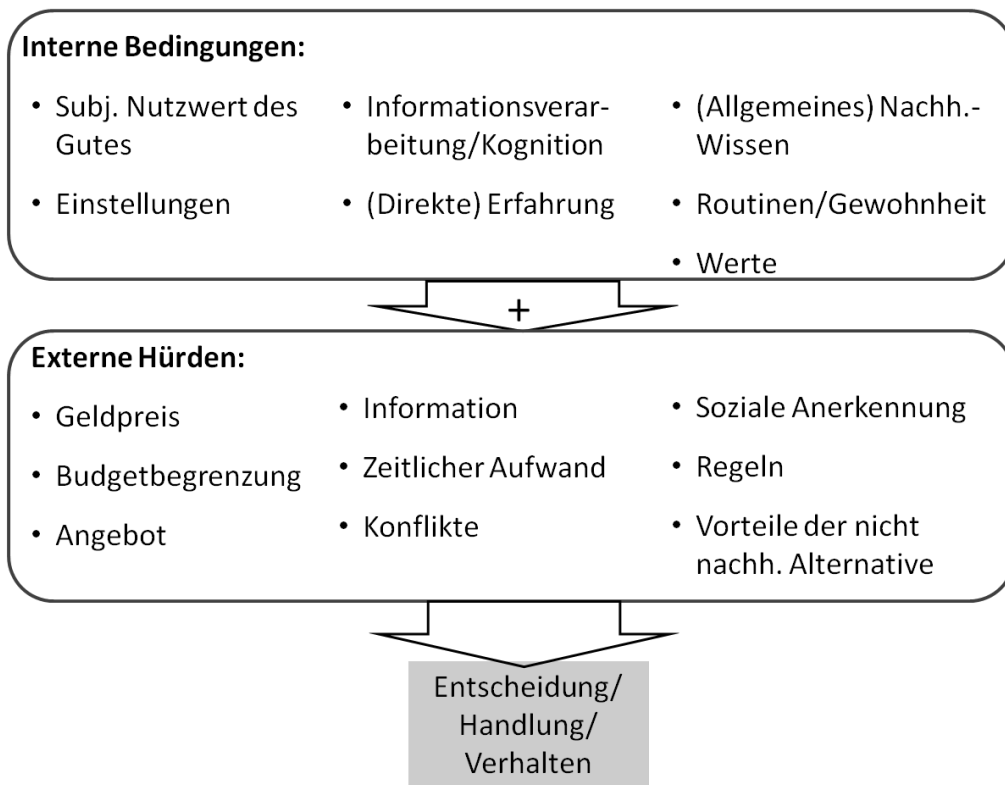 Interne Bedingungen:
• Subj. Nutzwert des
Gutes
• Einstellungen
• Informationsverar-
beitung/Kognition
• (Direkte) Erfahrung
• (Allgemeines) Nachh.-
Wissen
• Routinen/Gewohnheit
• Werte
+
Externe Hürden:
• Geldpreis
• Budgetbegrenzung
• Angebot
• Information
• Zeitlicher Aufwand
• Konflikte
• Soziale Anerkennung
• Regeln
• Vorteile der nicht
nachh. Alternative
Entscheidung/
Handlung/
Verhalten